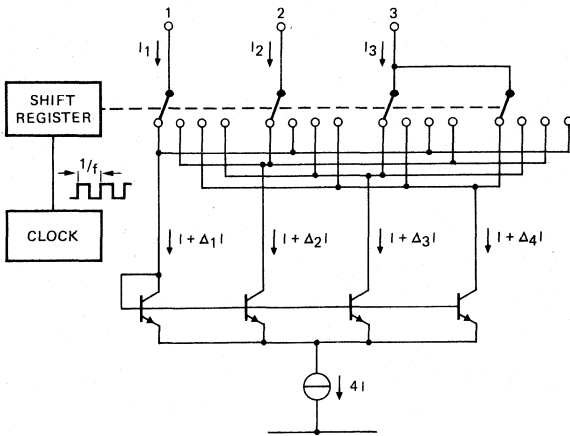 1 2 3
I₁ I₂ I₃
SHIFT
REGISTER
1/f
CLOCK
I + Δ₁I I + Δ₂I I + Δ₃I I + Δ₄I
4I